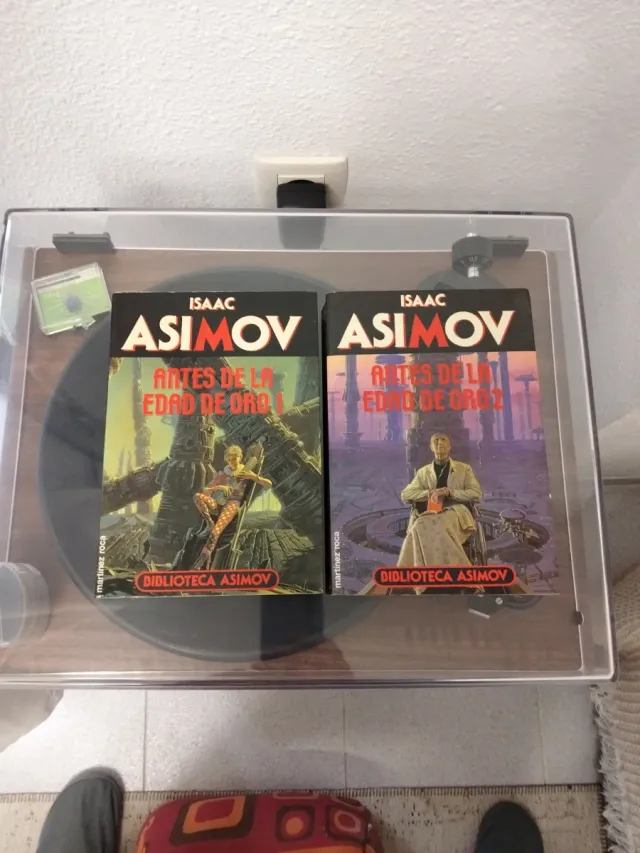 ISAAC
ASIMOV
ANTES DE LA
EDAD DE ORO 1
martínez roca
BIBLIOTECA ASIMOV
ISAAC
ASIMOV
ANTES DE LA
EDAD DE ORO 2
martínez roca
BIBLIOTECA ASIMOV